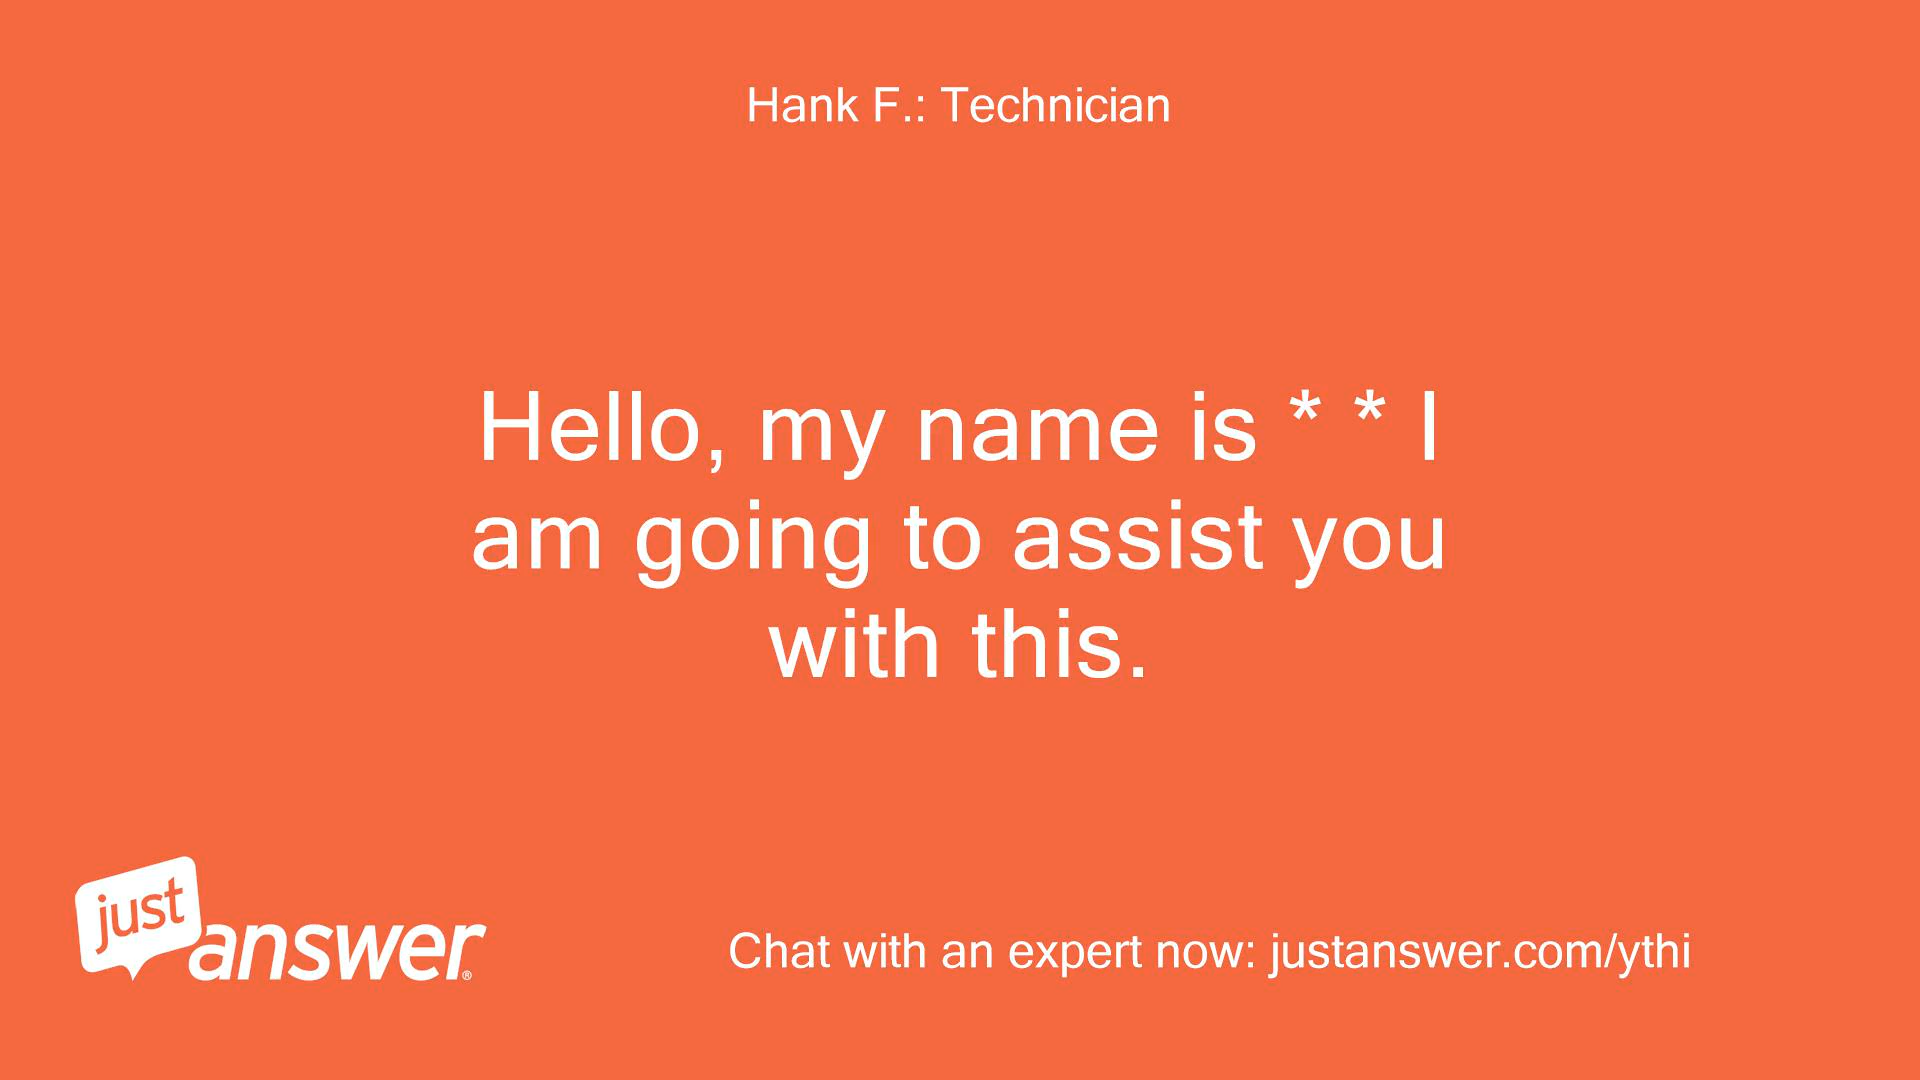 Hank F.: Technician
Hello, my name is * * I
am going to assist you
with this.
just
answer®
Chat with an expert now: justanswer.com/ythi